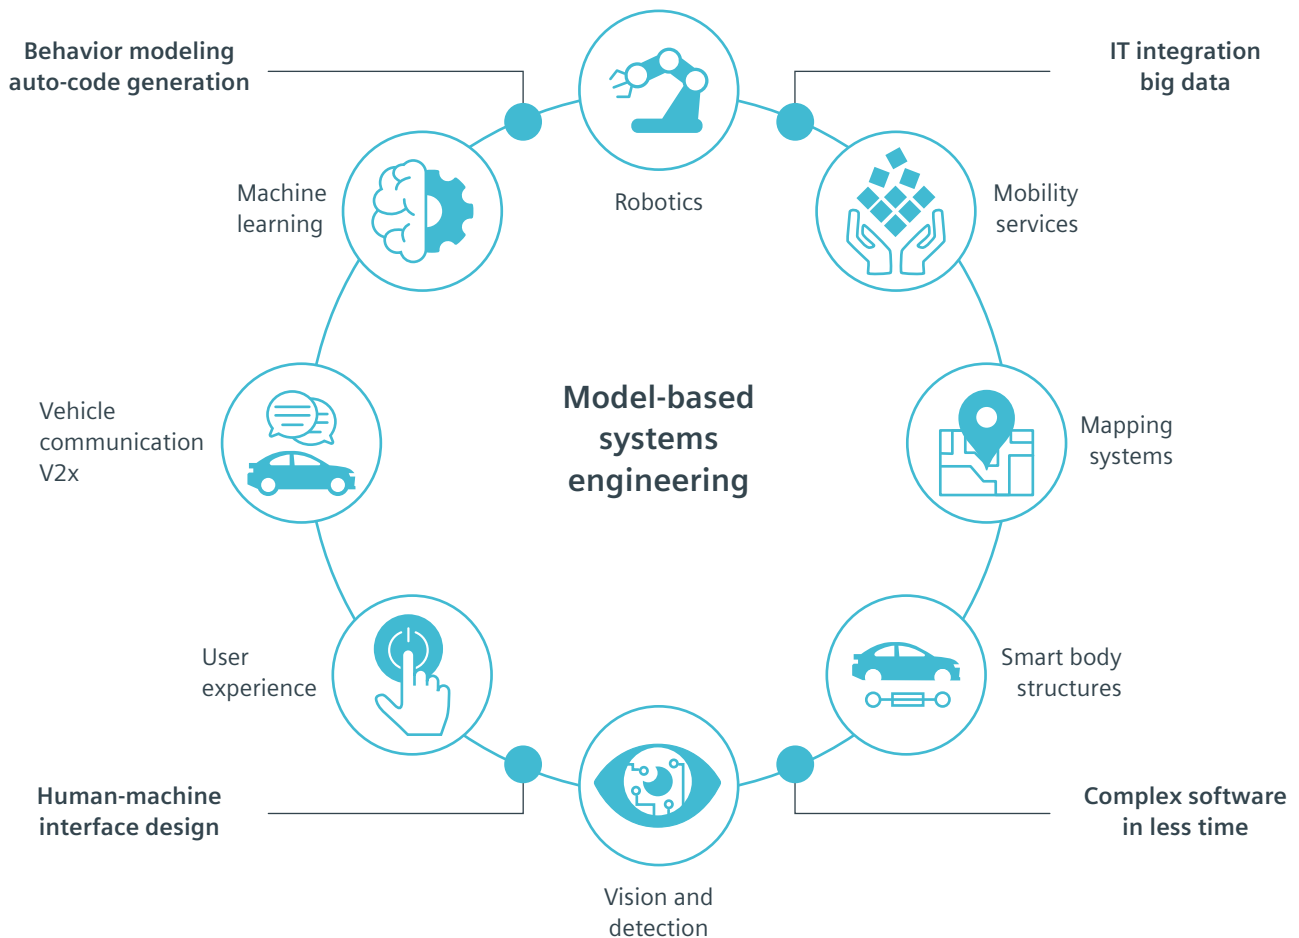 Behavior modeling
auto-code generation
IT integration
big data
Robotics
Machine
learning
Mobility
services
Vehicle
communication
V2x
Model-based
systems
engineering
Mapping
systems
User
experience
Smart body
structures
Human-machine
interface design
Complex software
in less time
Vision and
detection